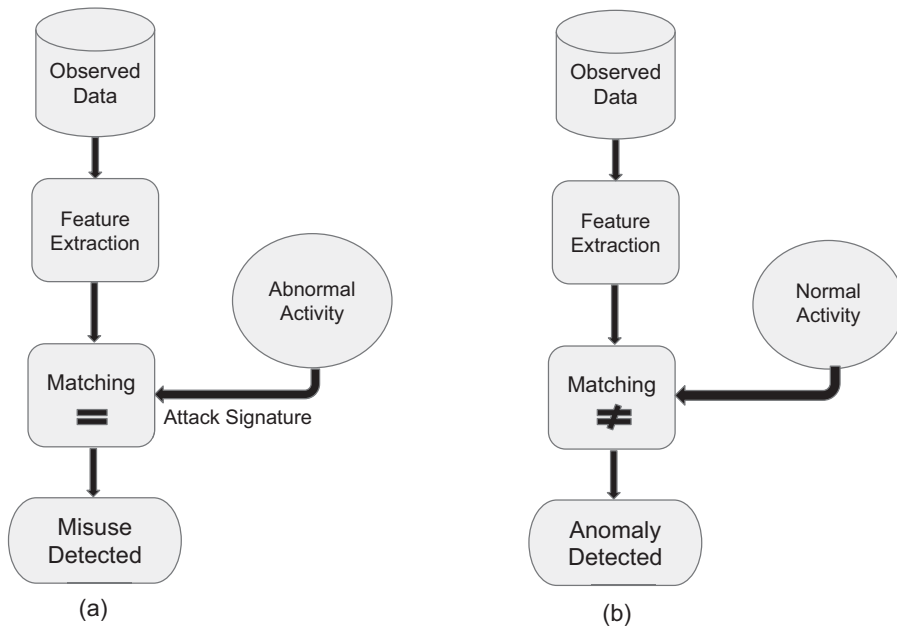 Observed
Data
Feature
Extraction
Abnormal
Activity
Matching
=
Attack Signature
Misuse
Detected
(a)
Observed
Data
Feature
Extraction
Normal
Activity
Matching
≠
Anomaly
Detected
(b)